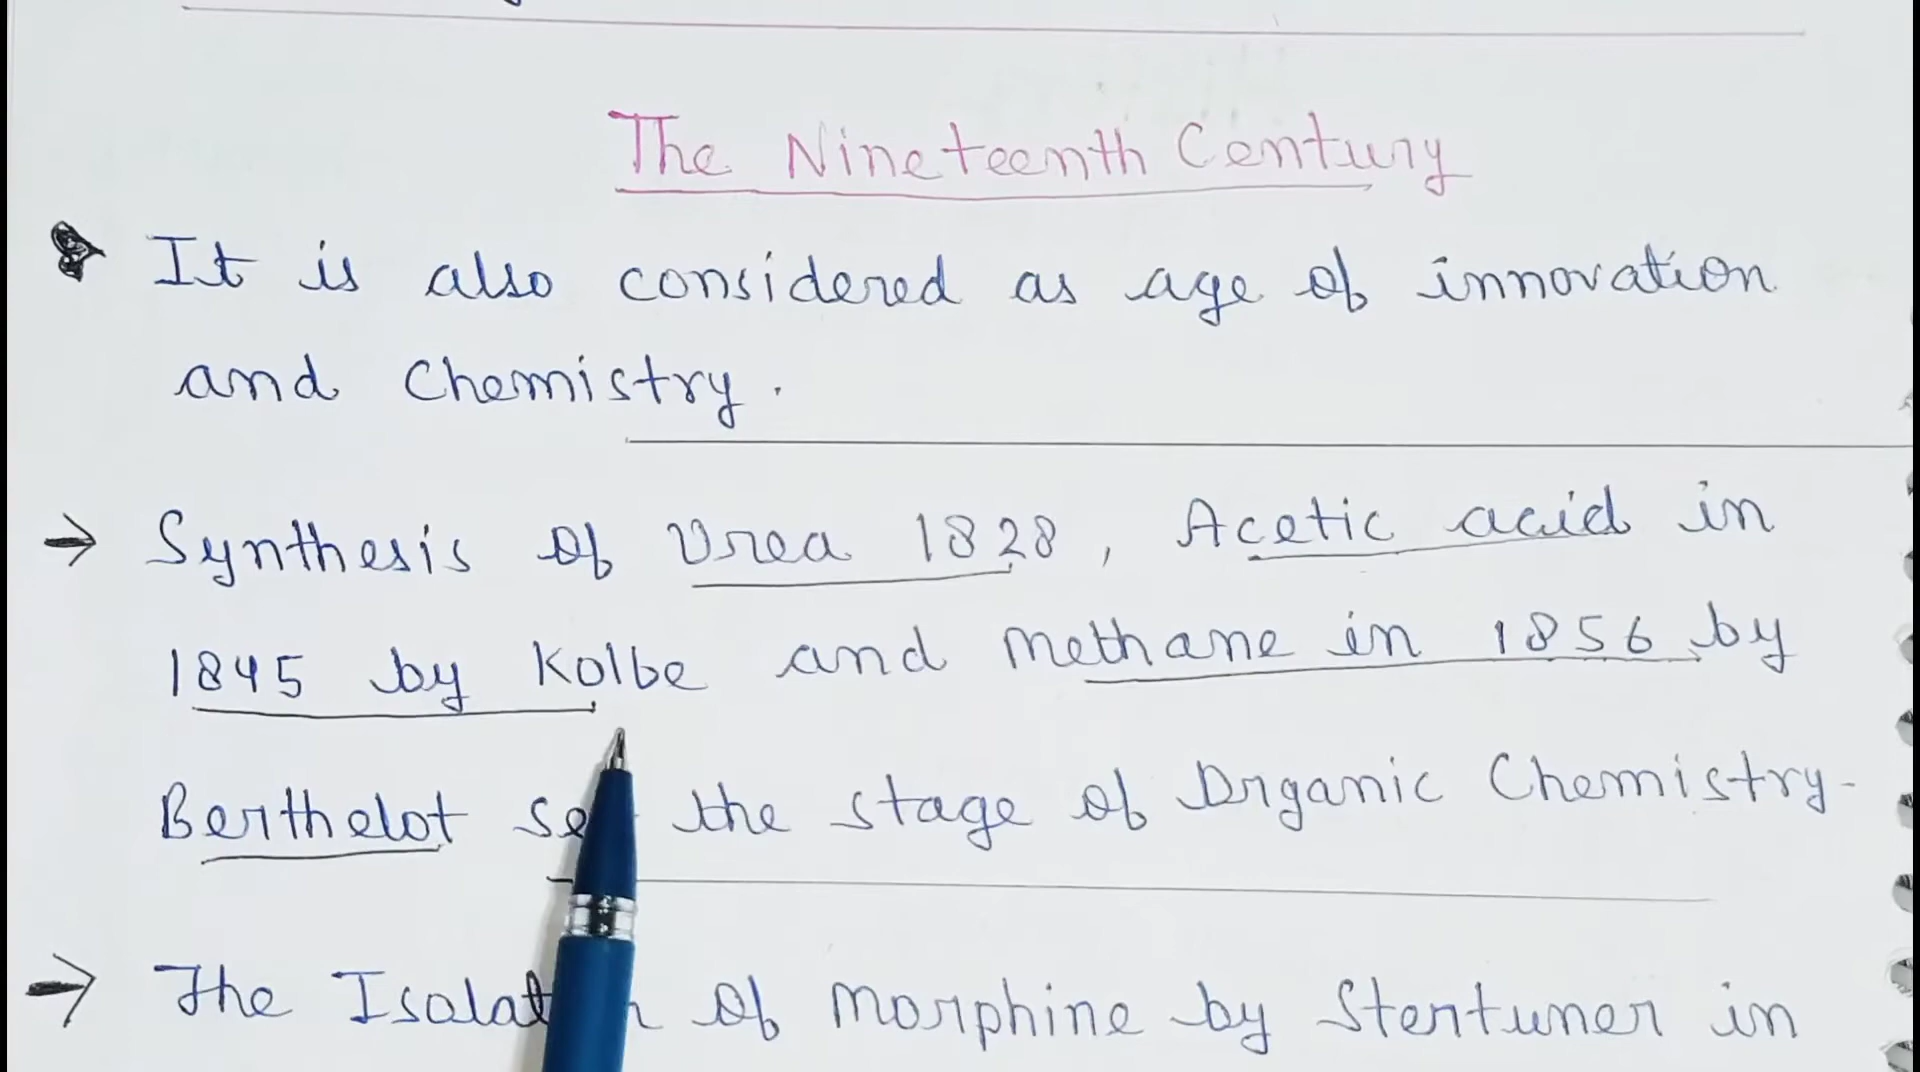 The Nineteenth Century
It is also considered as age of innovation
and Chemistry.
→ Synthesis of Urea 1828, Acetic acid in
1845 by Kolbe and Methane in 1856 by
Berthelot the stage of Organic Chemistry-
→ The of Morphine by Stertuner in